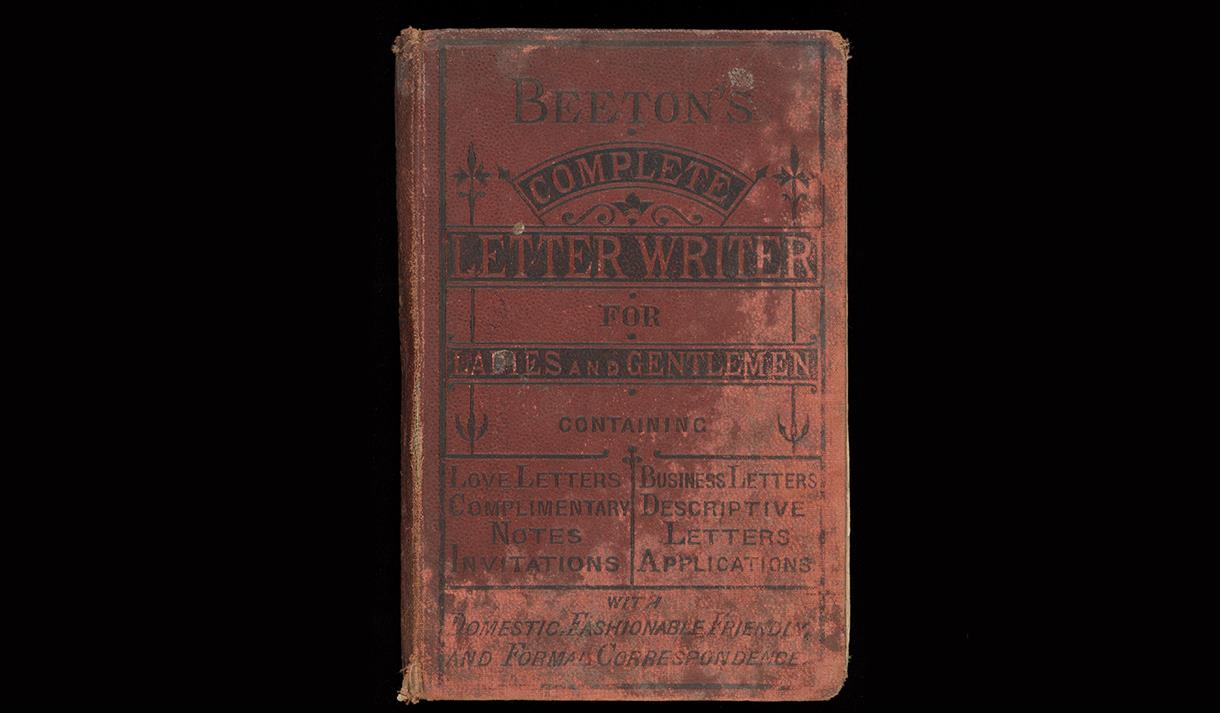 BEETON'S
COMPLETE
LETTER WRITER
FOR
LADIES AND GENTLEMEN
CONTAINING
LOVE LETTERS
COMPLIMENTARY
NOTES
INVITATIONS
BUSINESS LETTERS
DESCRIPTIVE
LETTERS
APPLICATIONS
WITH A
DOMESTIC, FASHIONABLE, FRIENDLY,
AND FORMAL CORRESPONDENCE